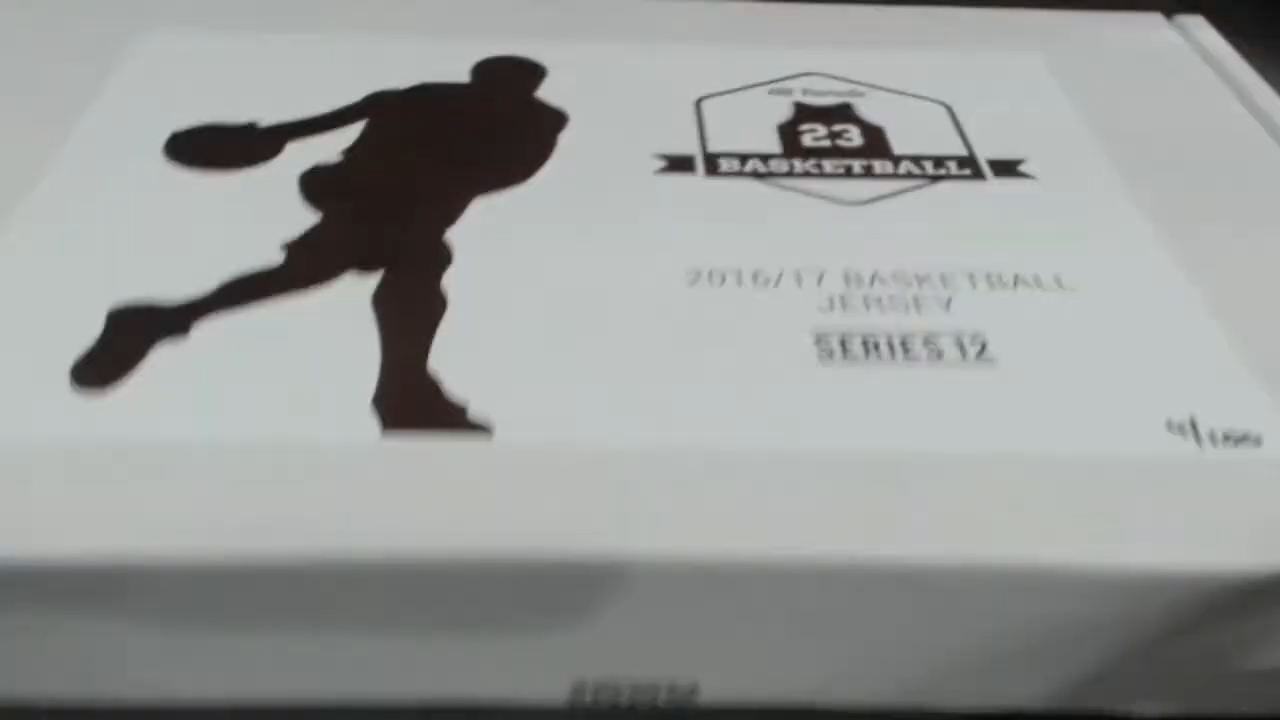 23
BASKETBALL
2016/17 BASKETBALL
JERSEY
SERIES 12